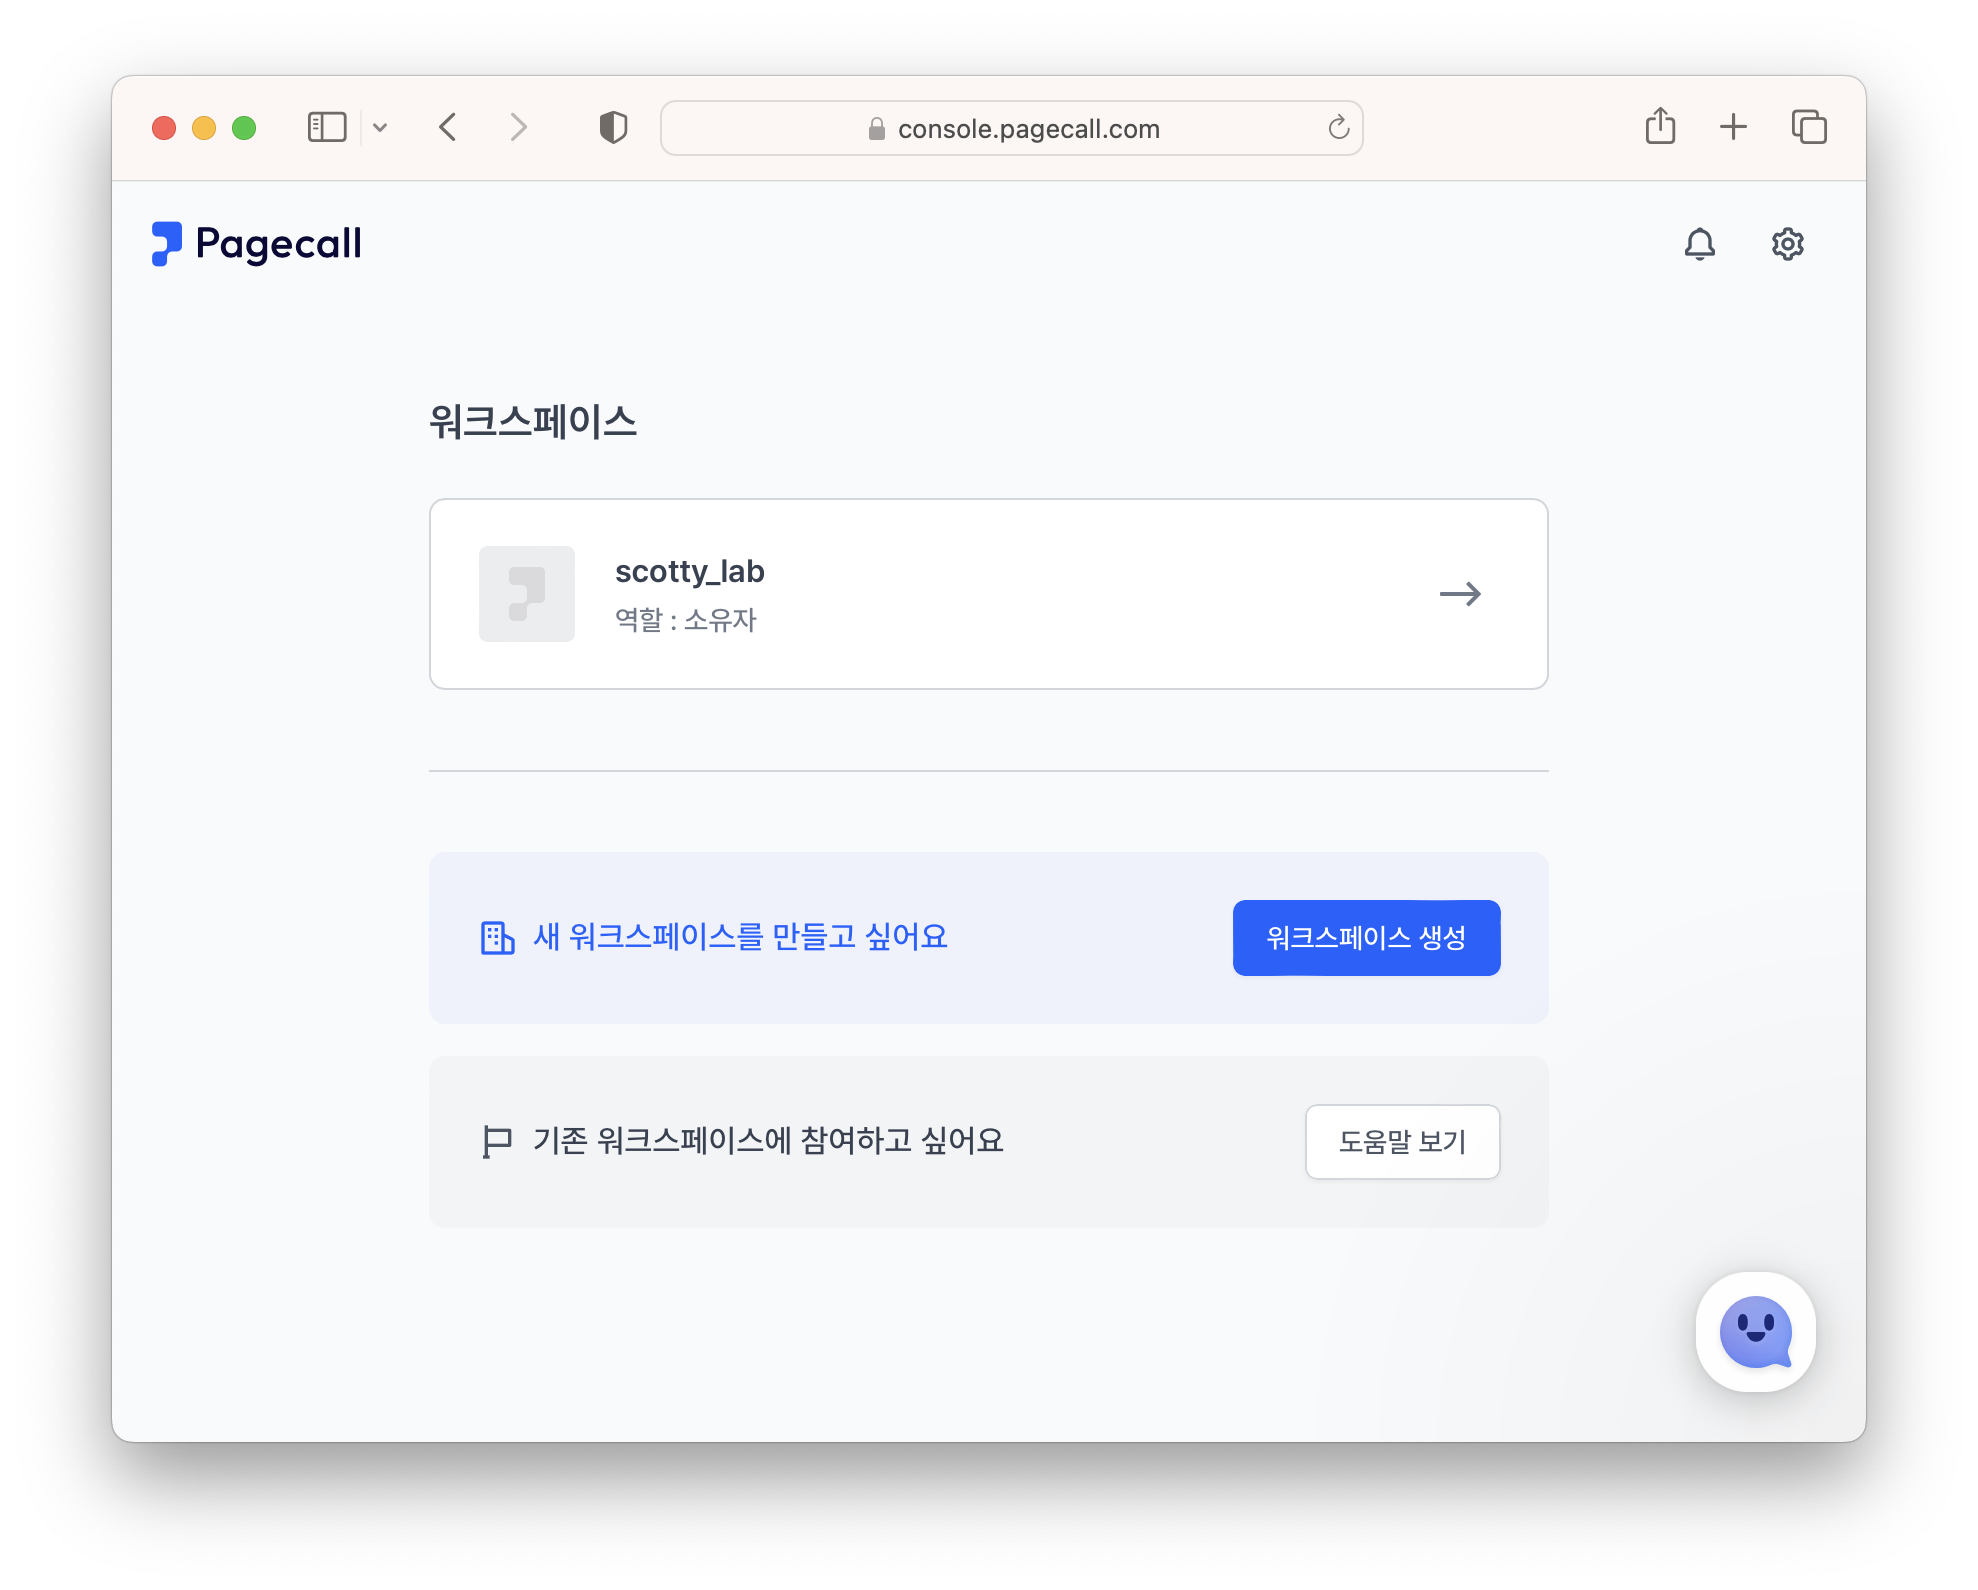 console.pagecall.com
Pagecall
워크스페이스
scotty_lab
역할 : 소유자
새 워크스페이스를 만들고 싶어요
워크스페이스 생성
기존 워크스페이스에 참여하고 싶어요
도움말 보기